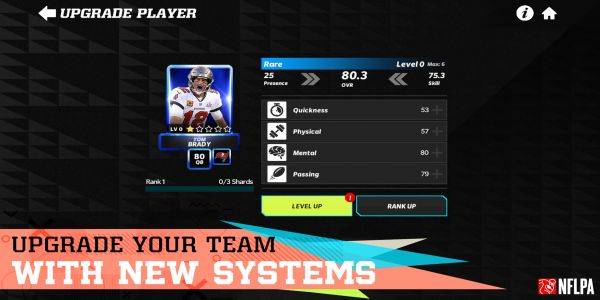 UPGRADE PLAYER
Rare
Level 0 Max: 6
25
Presence
80.3
OVR
75.3
Skill
LV 0
TOM
BRADY
80
QB
Rank 1
0/3 Shards
Quickness 53
Physical 57
Mental 80
Passing 79
LEVEL UP
RANK UP
UPGRADE YOUR TEAM
WITH NEW SYSTEMS
NFLPA